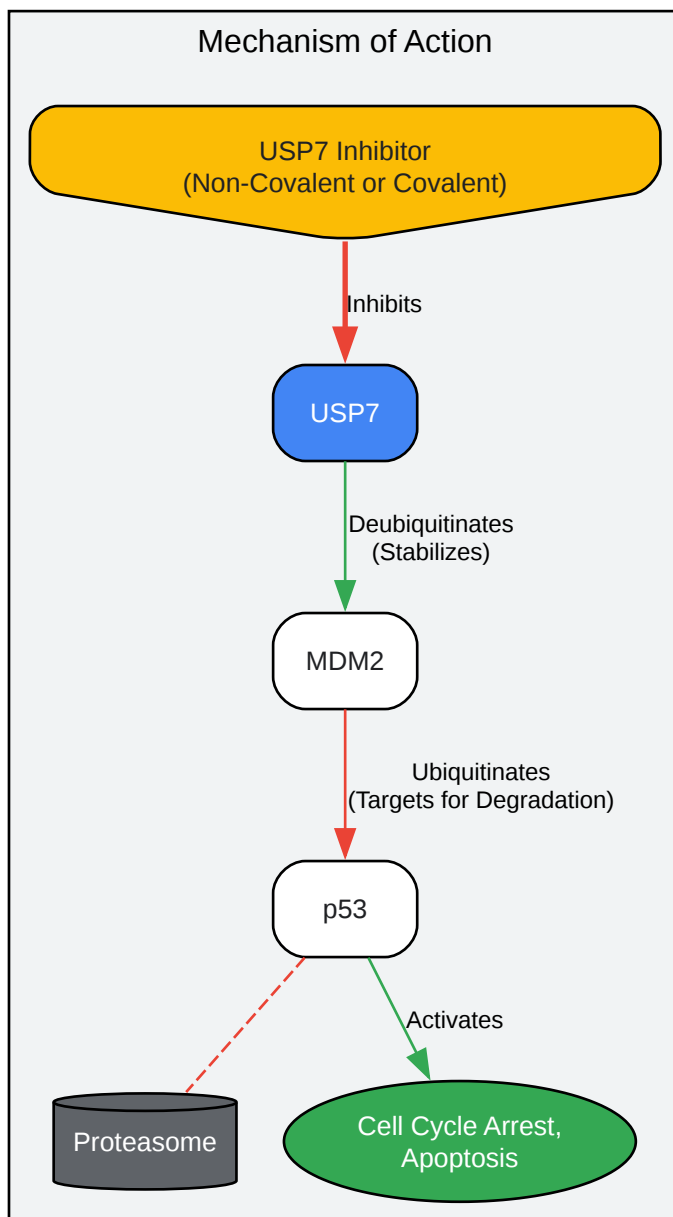 Mechanism of Action
USP7 Inhibitor
(Non-Covalent or Covalent)
Inhibits
USP7
Deubiquitinates
(Stabilizes)
MDM2
Ubiquitinates
(Targets for Degradation)
p53
Activates
Proteasome
Cell Cycle Arrest,
Apoptosis